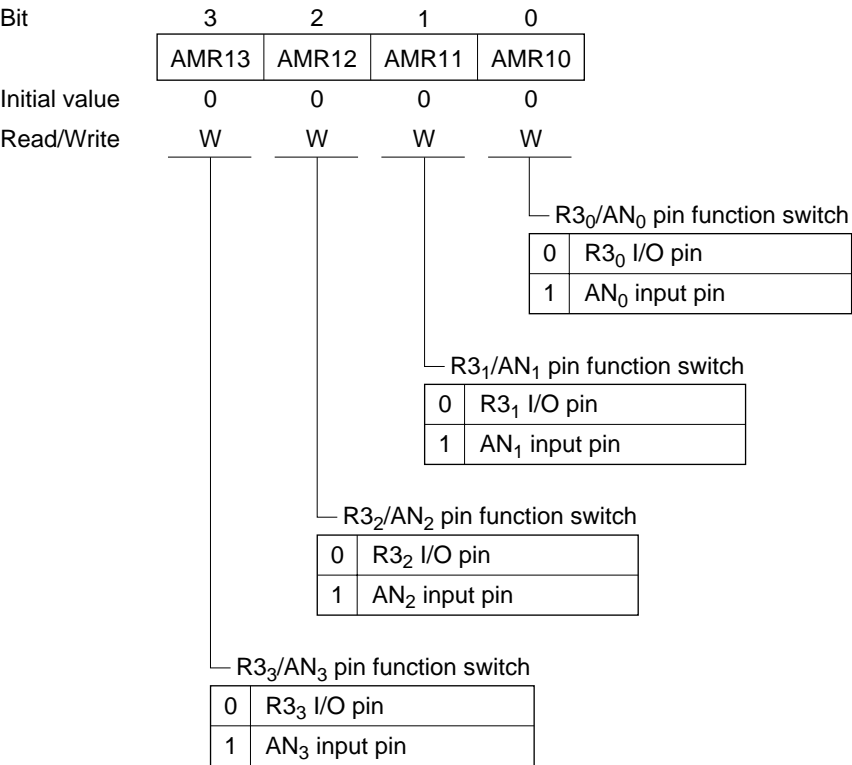 Bit 3 2 1 0
AMR13 AMR12 AMR11 AMR10
Initial value 0 0 0 0
Read/Write W W W W
R3₀/AN₀ pin function switch
0 R3₀ I/O pin
1 AN₀ input pin
R3₁/AN₁ pin function switch
0 R3₁ I/O pin
1 AN₁ input pin
R3₂/AN₂ pin function switch
0 R3₂ I/O pin
1 AN₂ input pin
R3₃/AN₃ pin function switch
0 R3₃ I/O pin
1 AN₃ input pin